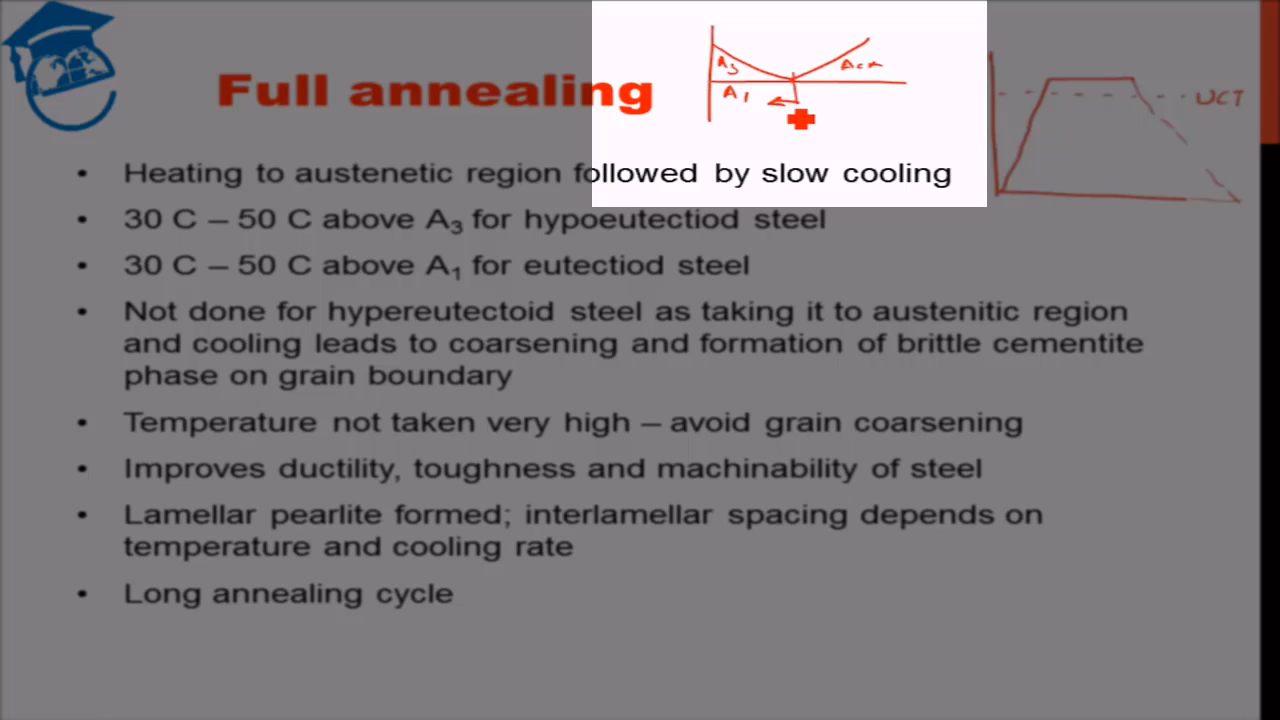 Full annealing
A3
Acm
A1
UCT
• Heating to austenetic region followed by slow cooling
• 30 C – 50 C above A3 for hypoeutectiod steel
• 30 C – 50 C above A1 for eutectiod steel
• Not done for hypereutectoid steel as taking it to austenitic region
and cooling leads to coarsening and formation of brittle cementite
phase on grain boundary
• Temperature not taken very high – avoid grain coarsening
• Improves ductility, toughness and machinability of steel
• Lamellar pearlite formed; interlamellar spacing depends on
temperature and cooling rate
• Long annealing cycle